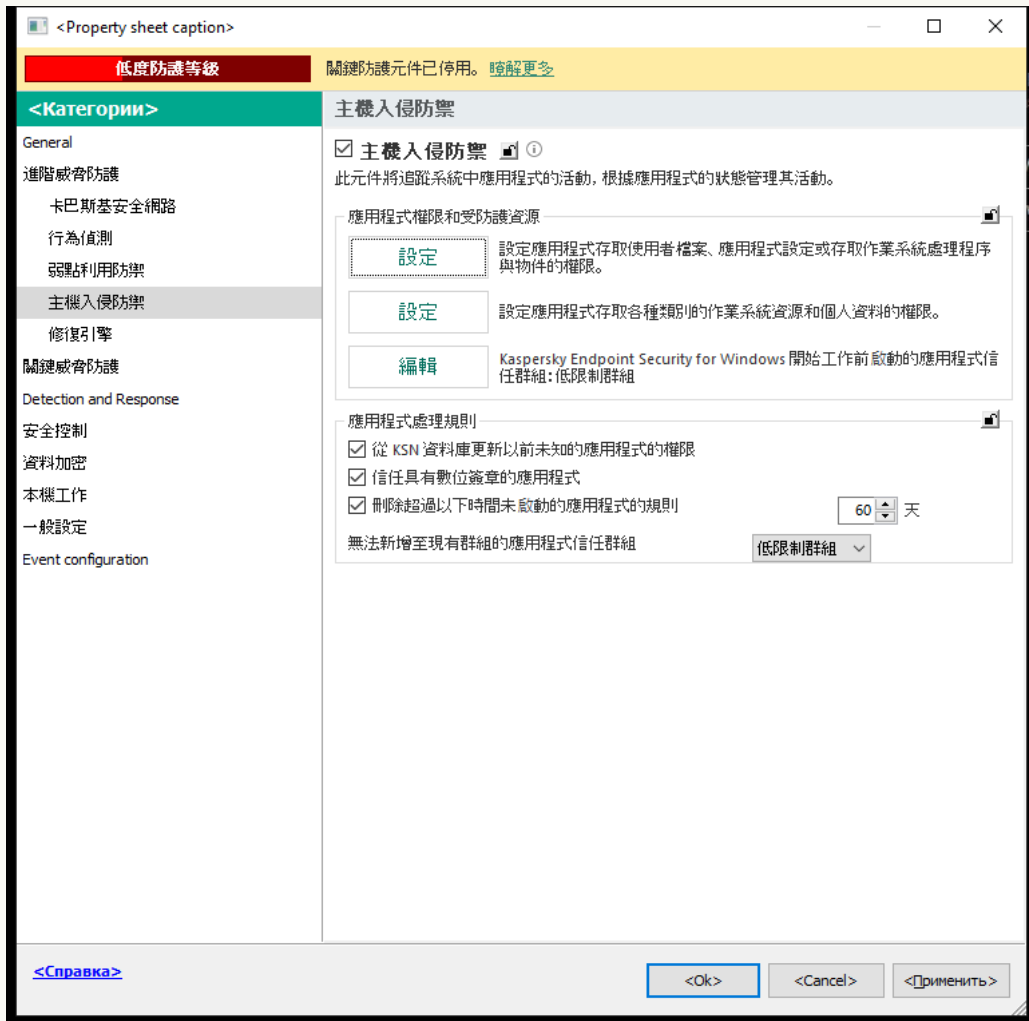 <Property sheet caption>
低度防護等級
關鍵防護元件已停用。 瞭解更多
<Категории>
General
進階威脅防護
卡巴斯基安全網路
行為偵測
弱點利用防禦
主機入侵防禦
修復引擎
關鍵威脅防護
Detection and Response
安全控制
資料加密
本機工作
一般設定
Event configuration
主機入侵防禦
主機入侵防禦
此元件將追蹤系統中應用程式的活動, 根據應用程式的狀態管理其活動。
應用程式權限和受防護資源
設定
設定應用程式存取使用者檔案、應用程式設定或存取作業系統處理程序
與物件的權限。
設定
設定應用程式存取各種類別的作業系統資源和個人資料的權限。
編輯
Kaspersky Endpoint Security for Windows 開始工作前啟動的應用程式信
任群組: 低限制群組
應用程式處理規則
從 KSN 資料庫更新以前未知的應用程式的權限
信任具有數位簽章的應用程式
刪除超過以下時間未啟動的應用程式的規則
60 天
無法新增至現有群組的應用程式信任群組
低限制群組
<Справка>
<Ok>
<Cancel>
<Применить>